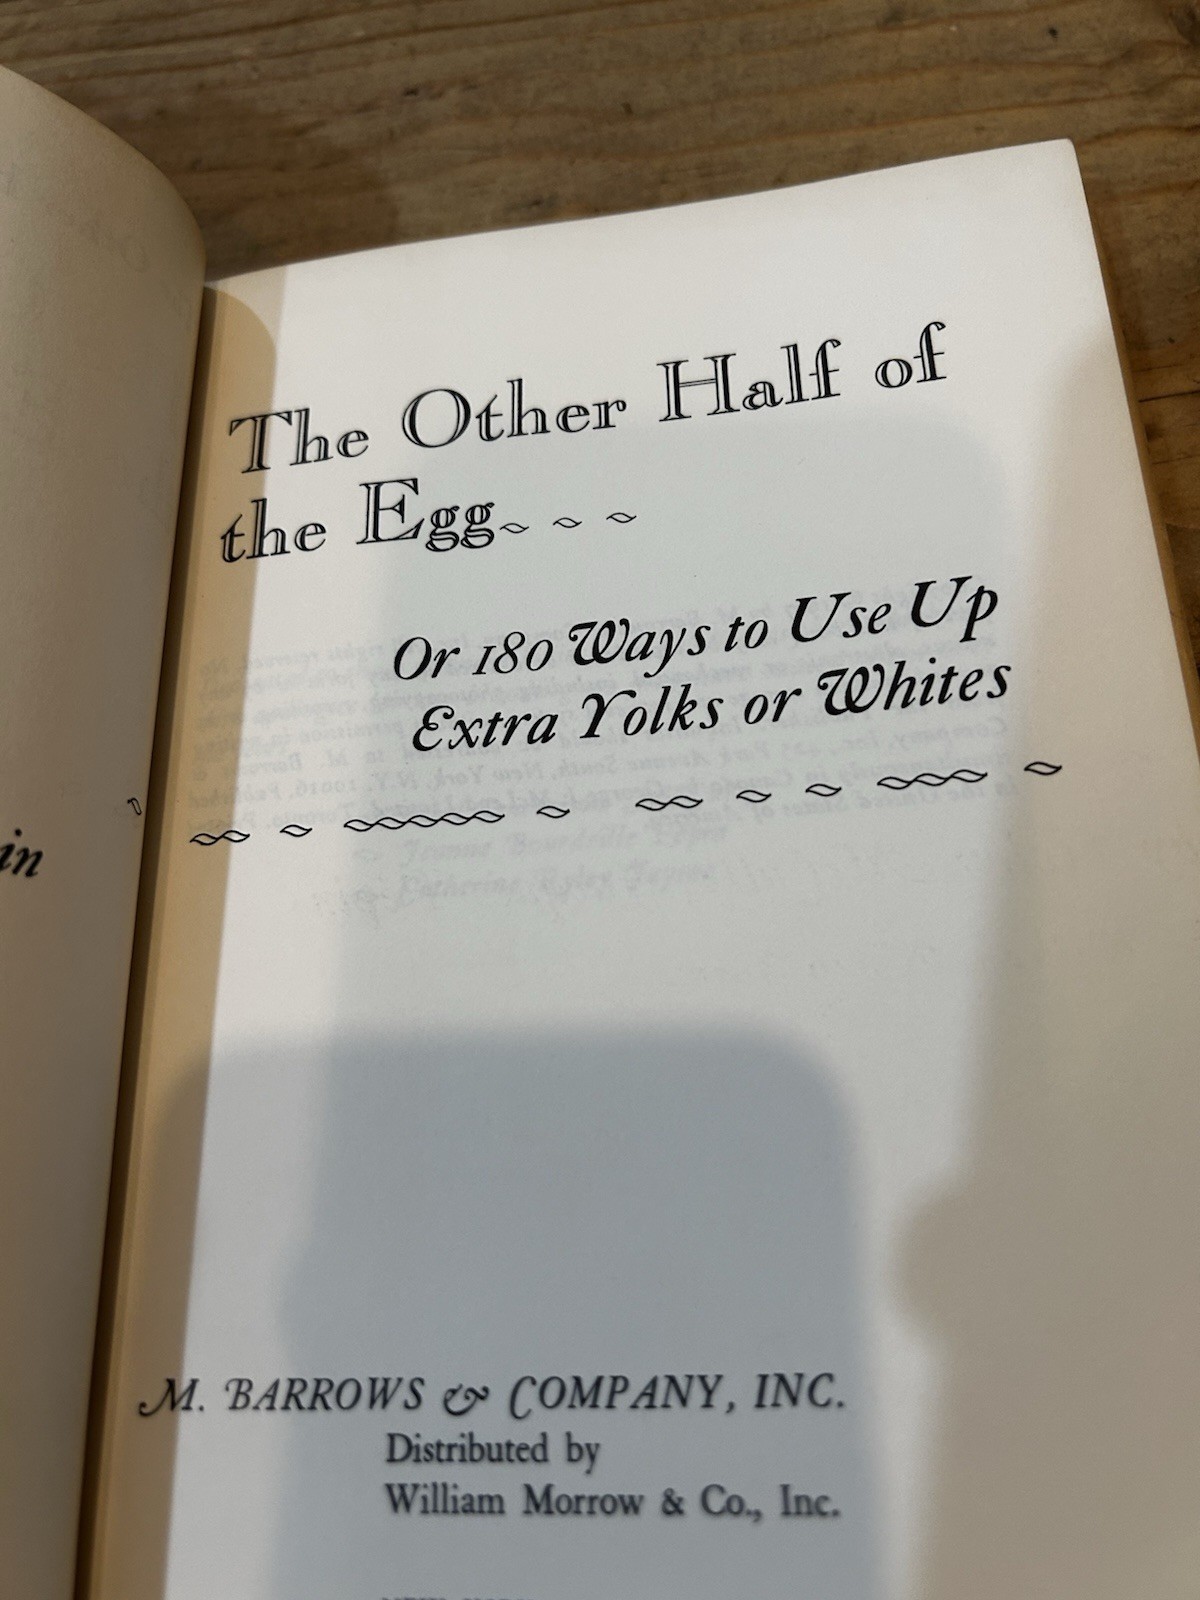 The Other Half of
the Egg
Or 180 Ways to Use Up
Extra Yolks or Whites
in
M. BARROWS & COMPANY, INC.
Distributed by
William Morrow & Co., Inc.